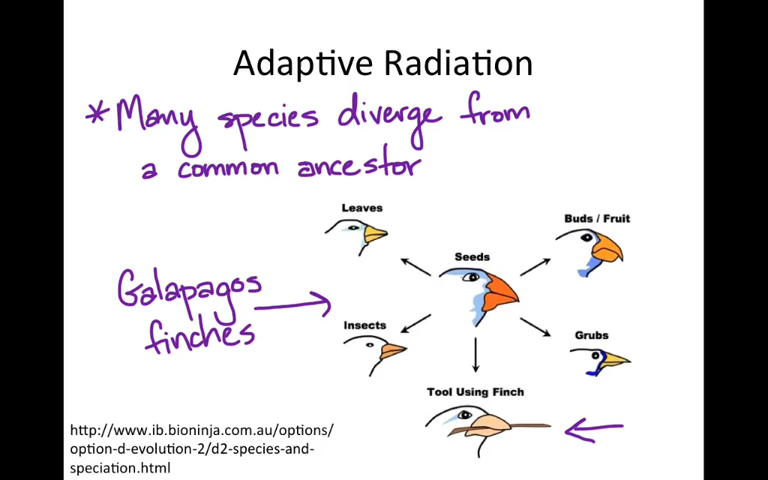 Adaptive Radiation
*Many species diverge from
a common ancestor
Leaves
Buds / Fruit
Seeds
Galapagos
finches
Insects
Grubs
Tool Using Finch
http://www.ib.bioninja.com.au/options/
option-d-evolution-2/d2-species-and-
speciation.html